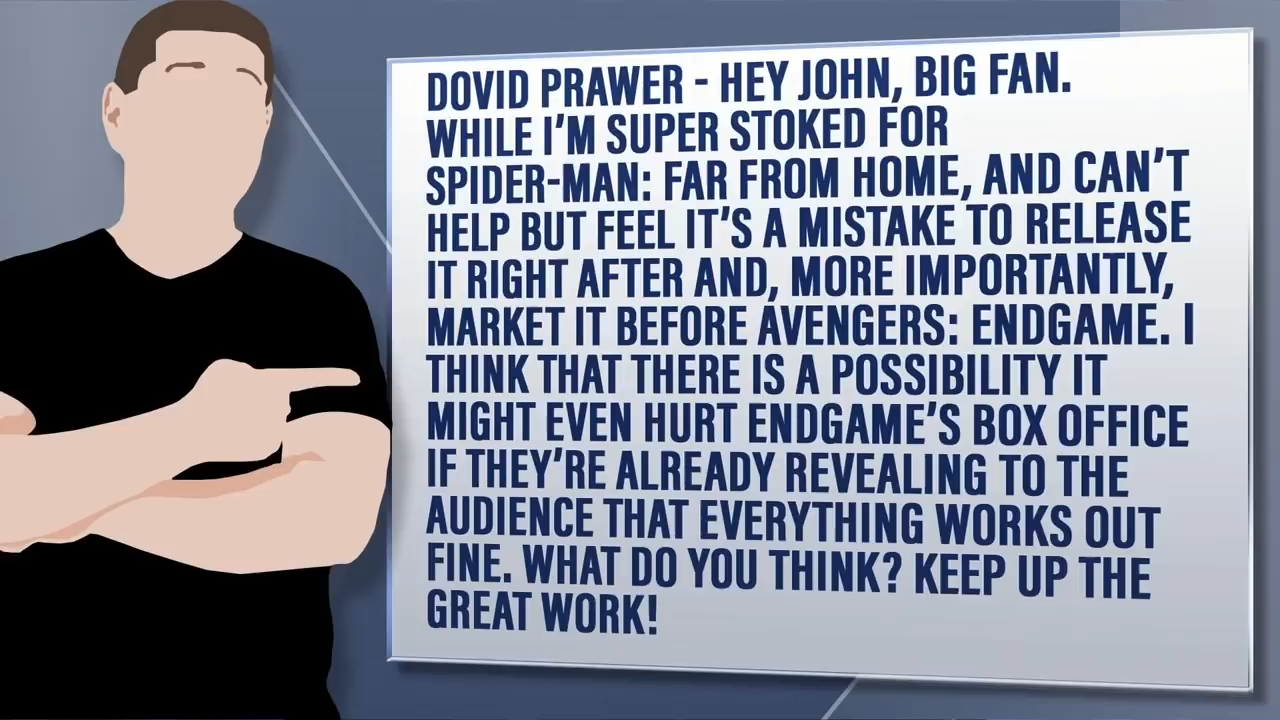 DOVID PRAWER - HEY JOHN, BIG FAN.
WHILE I'M SUPER STOKED FOR
SPIDER-MAN: FAR FROM HOME, AND CAN'T
HELP BUT FEEL IT'S A MISTAKE TO RELEASE
IT RIGHT AFTER AND, MORE IMPORTANTLY,
MARKET IT BEFORE AVENGERS: ENDGAME. I
THINK THAT THERE IS A POSSIBILITY IT
MIGHT EVEN HURT ENDGAME'S BOX OFFICE
IF THEY'RE ALREADY REVEALING TO THE
AUDIENCE THAT EVERYTHING WORKS OUT
FINE. WHAT DO YOU THINK? KEEP UP THE
GREAT WORK!